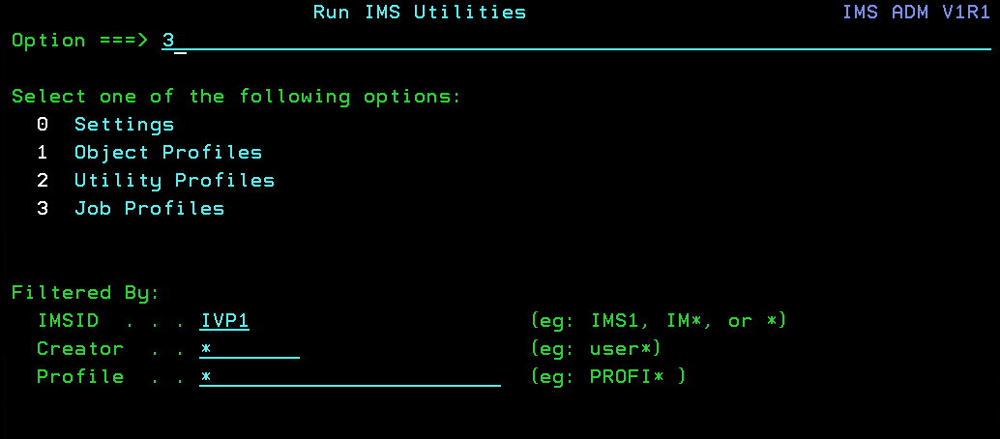 Run IMS Utilities IMS ADM V1R1
Option ===> 3
Select one of the following options:
0 Settings
1 Object Profiles
2 Utility Profiles
3 Job Profiles
Filtered By:
IMSID . . . IVP1 (eg: IMS1, IM*, or *)
Creator . . * (eg: user*)
Profile . . * (eg: PROFI* )